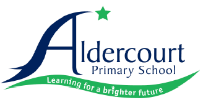 Aldercourt
Primary School
Learning for a brighter future